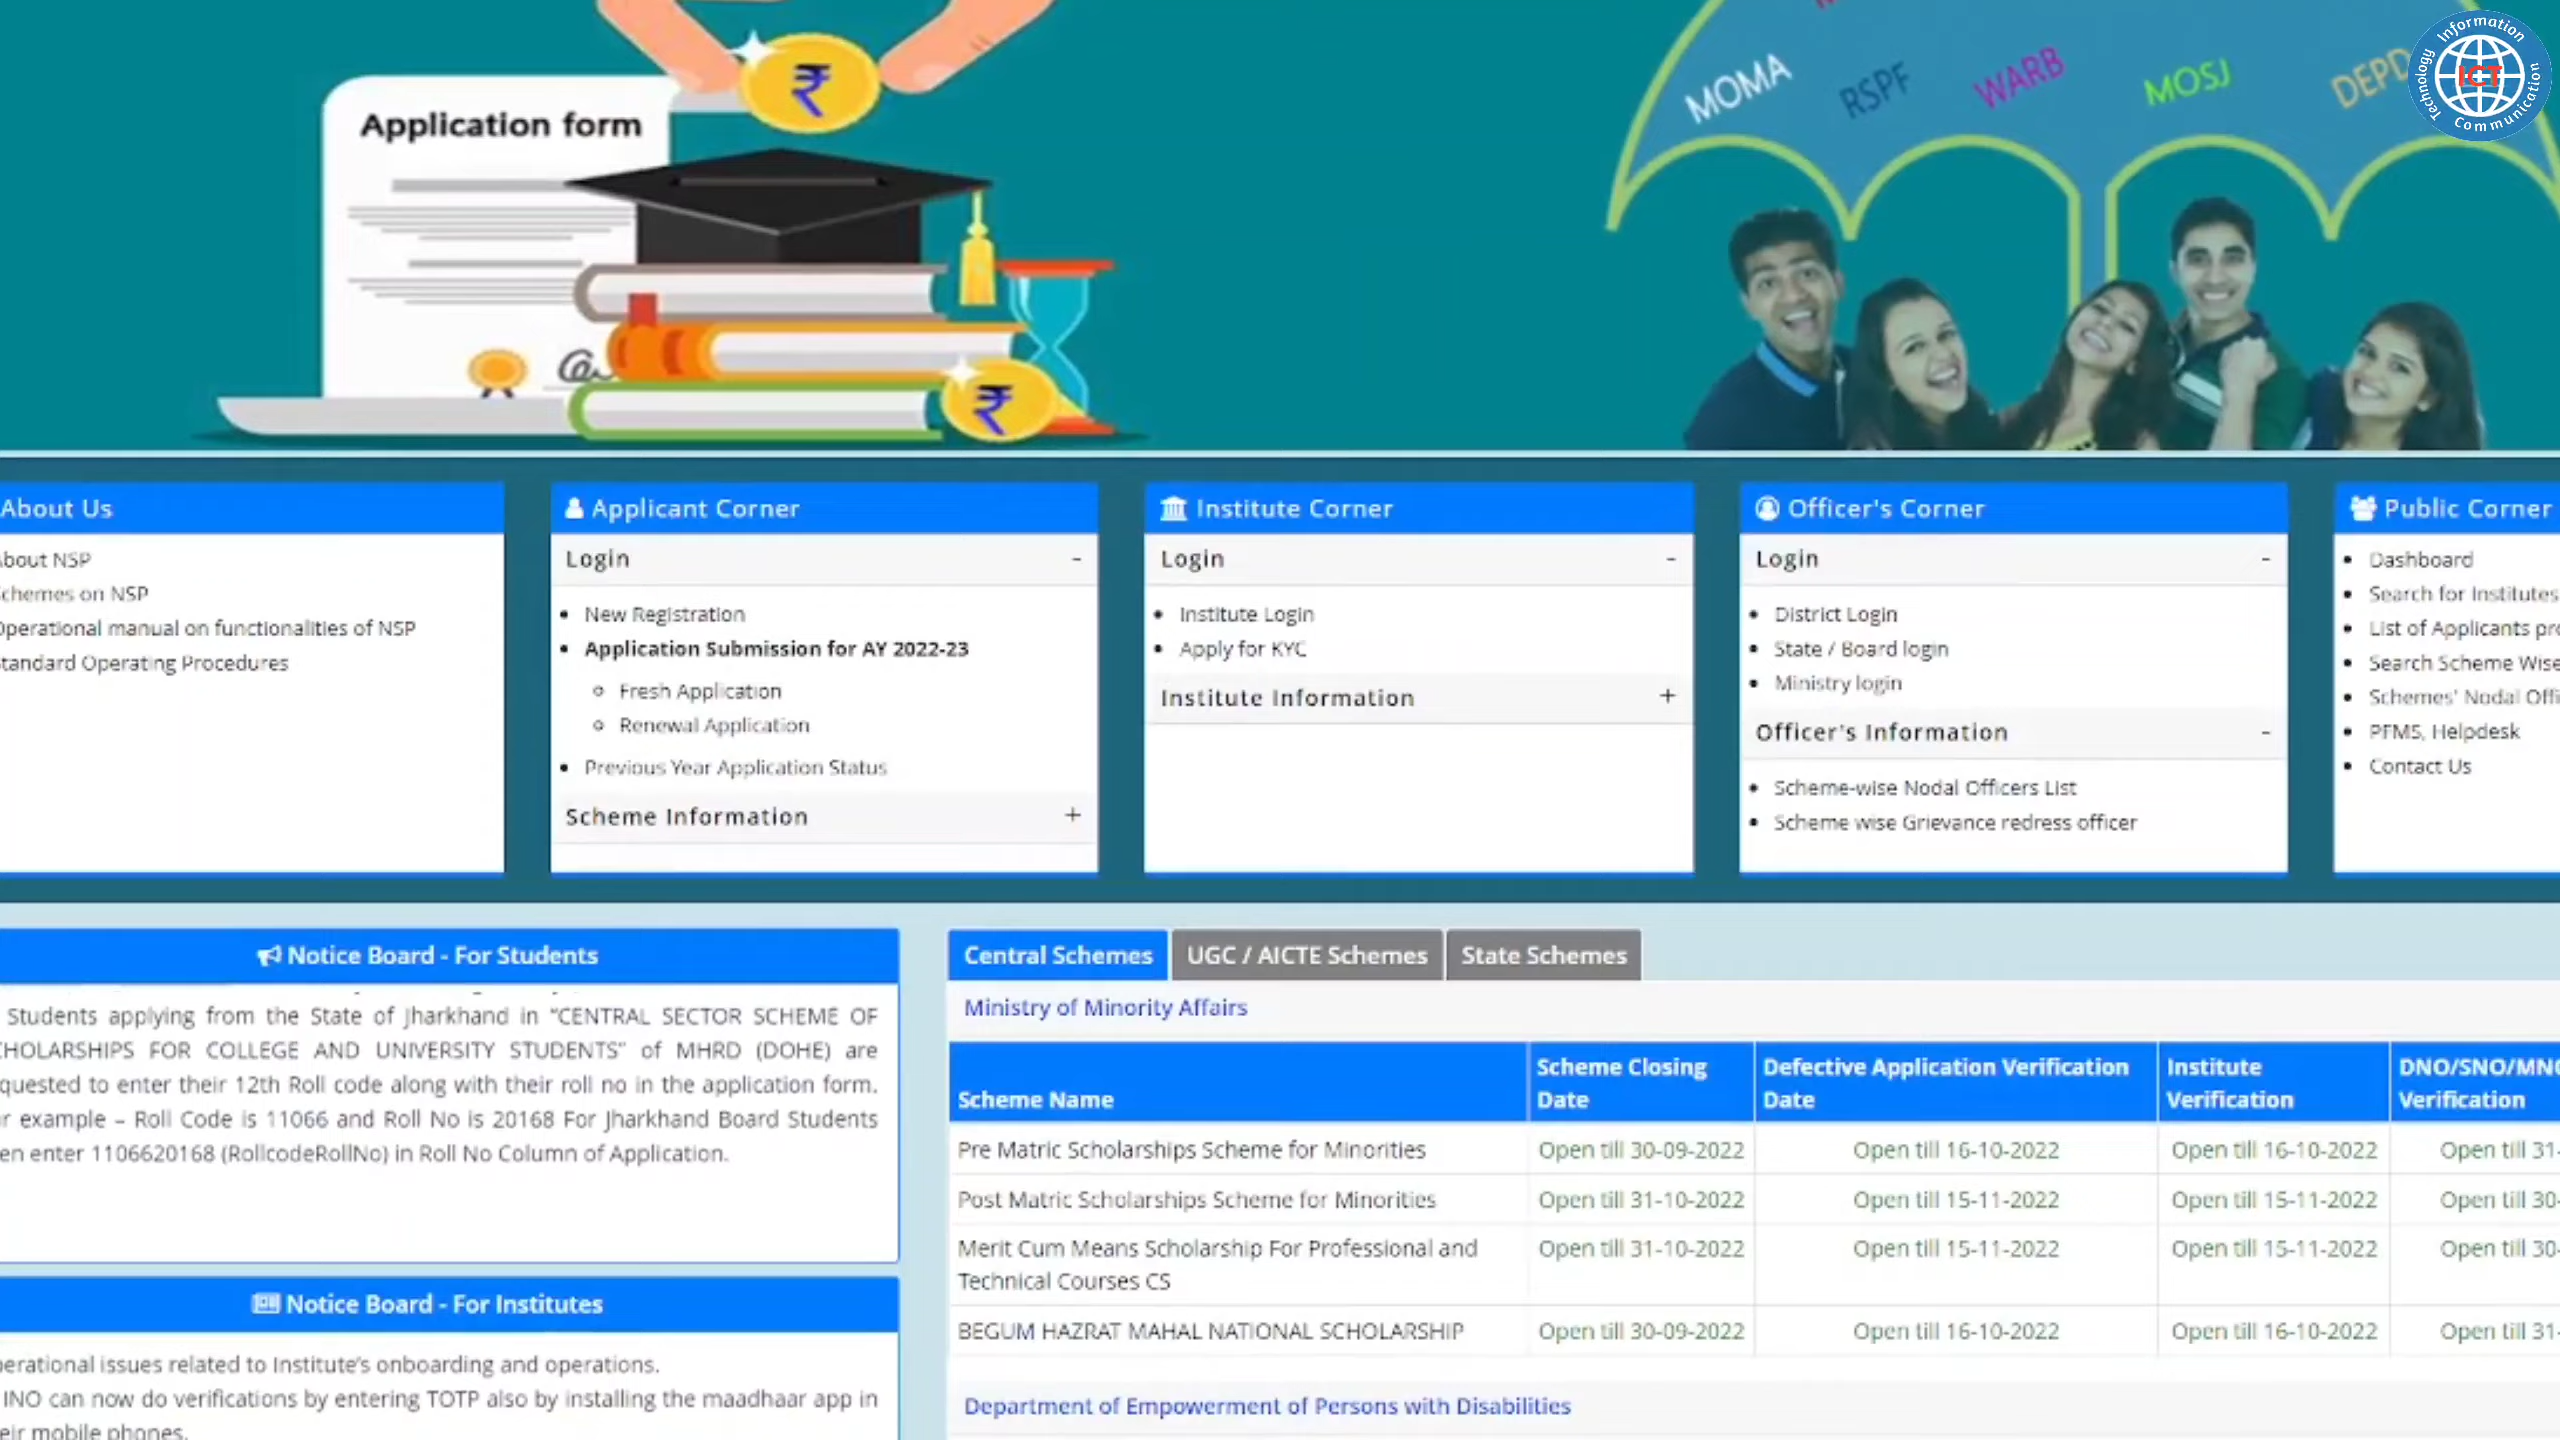 Application form
₹
₹
MOMA
RSPF
WARB
MOSJ
DEPD
Information
Communication
Technology
ICT
About Us
About NSP
Schemes on NSP
Operational manual on functionalities of NSP
Standard Operating Procedures
Applicant Corner
Login -
New Registration
Application Submission for AY 2022-23
Fresh Application
Renewal Application
Previous Year Application Status
Scheme Information +
Institute Corner
Login -
Institute Login
Apply for KYC
Institute Information +
Officer's Corner
Login -
District Login
State / Board login
Ministry login
Officer's Information -
Scheme-wise Nodal Officers List
Scheme wise Grievance redress officer
Public Corner
Dashboard
Search for Institutes
List of Applicants
Search Scheme Wise
Schemes' Nodal
PFMS, Helpdesk
Contact Us
Notice Board - For Students
Students applying from the State of Jharkhand in “CENTRAL SECTOR SCHEME OF
SCHOLARSHIPS FOR COLLEGE AND UNIVERSITY STUDENTS” of MHRD (DOHE) are
requested to enter their 12th Roll code along with their roll no in the application form.
For example – Roll Code is 11066 and Roll No is 20168 For Jharkhand Board Students
then enter 1106620168 (RollcodeRollNo) in Roll No Column of Application.
Notice Board - For Institutes
operational issues related to Institute’s onboarding and operations.
INO can now do verifications by entering TOTP also by installing the maadhaar app in
their mobile phones.
Central Schemes UGC / AICTE Schemes State Schemes
Ministry of Minority Affairs
Scheme Name Scheme Closing Date Defective Application Verification Date Institute Verification DNO/SNO/MNO Verification
Pre Matric Scholarships Scheme for Minorities Open till 30-09-2022 Open till 16-10-2022 Open till 16-10-2022 Open till 31-
Post Matric Scholarships Scheme for Minorities Open till 31-10-2022 Open till 15-11-2022 Open till 15-11-2022 Open till 30-
Merit Cum Means Scholarship For Professional and Open till 31-10-2022 Open till 15-11-2022 Open till 15-11-2022 Open till 30-
Technical Courses CS
BEGUM HAZRAT MAHAL NATIONAL SCHOLARSHIP Open till 30-09-2022 Open till 16-10-2022 Open till 16-10-2022 Open till 31-
Department of Empowerment of Persons with Disabilities